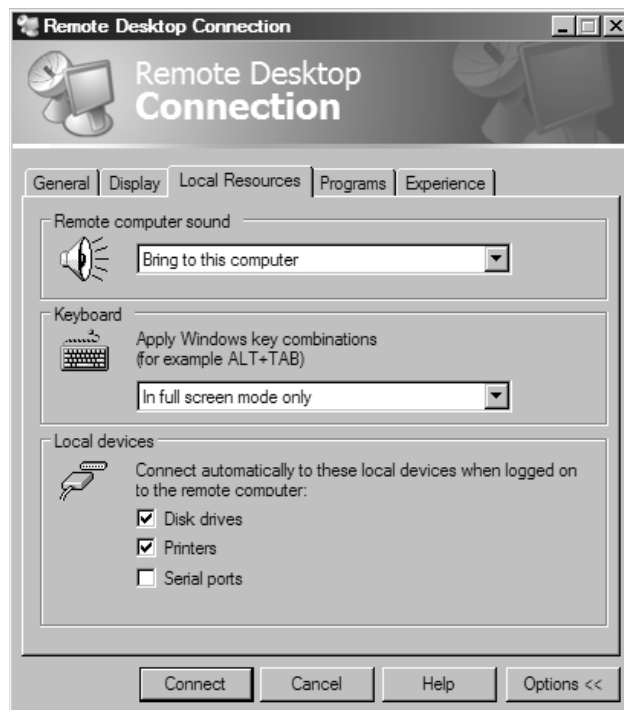 Remote Desktop Connection
Remote Desktop
Connection
General Display Local Resources Programs Experience
Remote computer sound
Bring to this computer
Keyboard
Apply Windows key combinations
(for example ALT+TAB)
In full screen mode only
Local devices
Connect automatically to these local devices when logged on
to the remote computer:
Disk drives
Printers
Serial ports
Connect Cancel Help Options <<